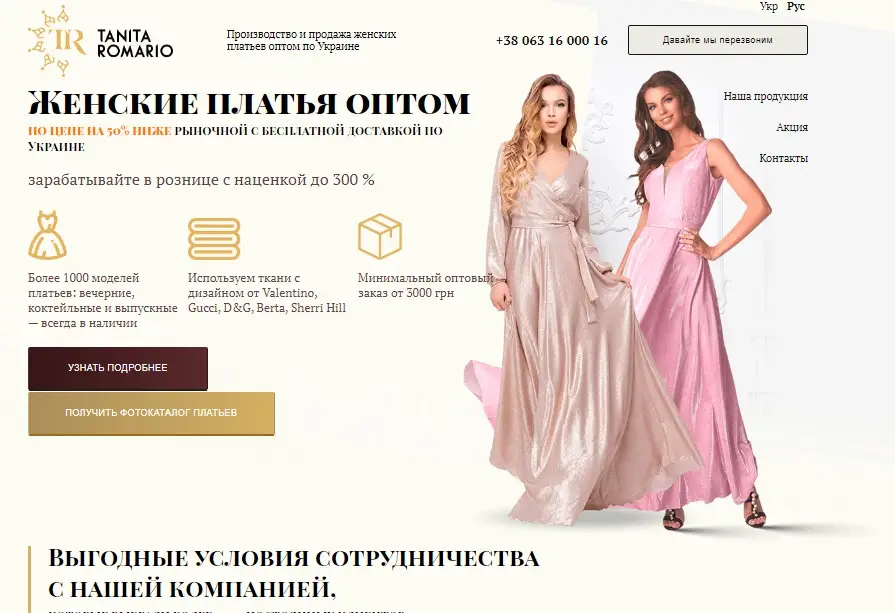 Укр Рус
TR
TANITA
ROMARIO
Производство и продажа женских
платьев оптом по Украине
+38 063 16 000 16
Давайте мы перезвоним
Наша продукция
Акция
Контакты
Женские платья оптом
по цене на 50% ниже рыночной с бесплатной доставкой по
Украине
зарабатывайте в рознице с наценкой до 300 %
Более 1000 моделей
платьев: вечерние,
коктейльные и выпускные
— всегда в наличии
Используем ткани с
дизайном от Valentino,
Gucci, D&G, Berta, Sherri Hill
Минимальный оптовый
заказ от 3000 грн
УЗНАТЬ ПОДРОБНЕЕ
ПОЛУЧИТЬ ФОТОКАТАЛОГ ПЛАТЬЕВ
Выгодные условия сотрудничества
с нашей компанией,